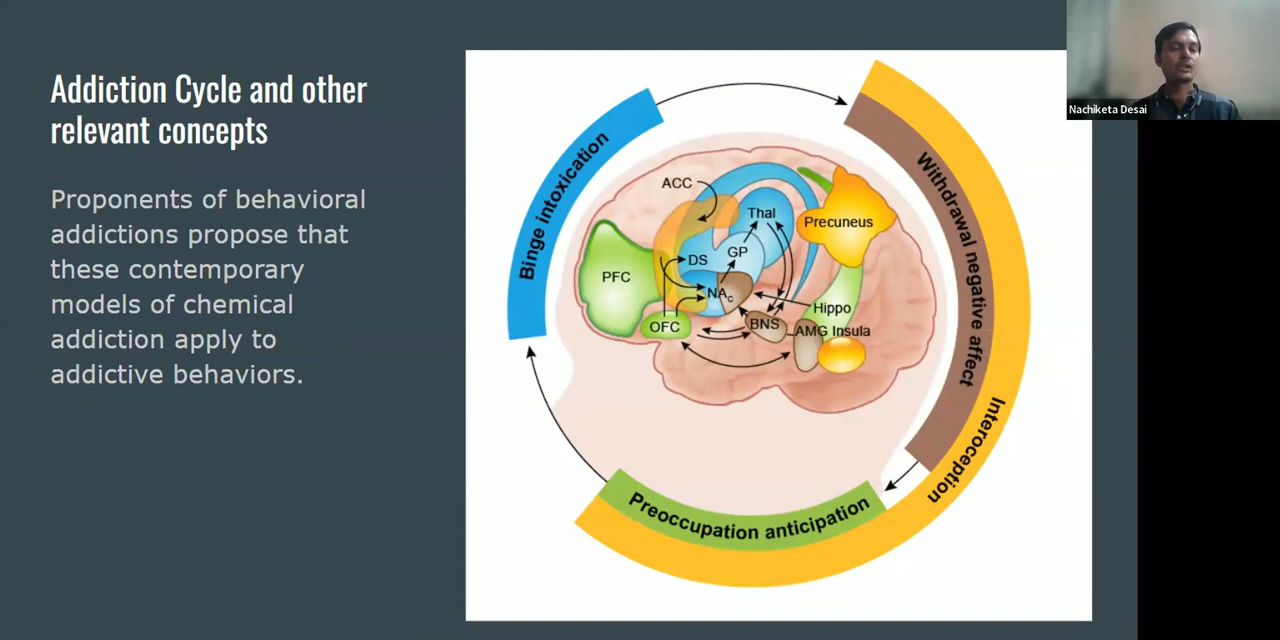 Addiction Cycle and other
relevant concepts
Proponents of behavioral
addictions propose that
these contemporary
models of chemical
addiction apply to
addictive behaviors.
Binge intoxication
Withdrawal negative affect
Interoception
Preoccupation anticipation
ACC
Thal
Precuneus
GP
DS
PFC
NAc
Hippo
OFC
BNS
AMG Insula
Nachiketa Desai